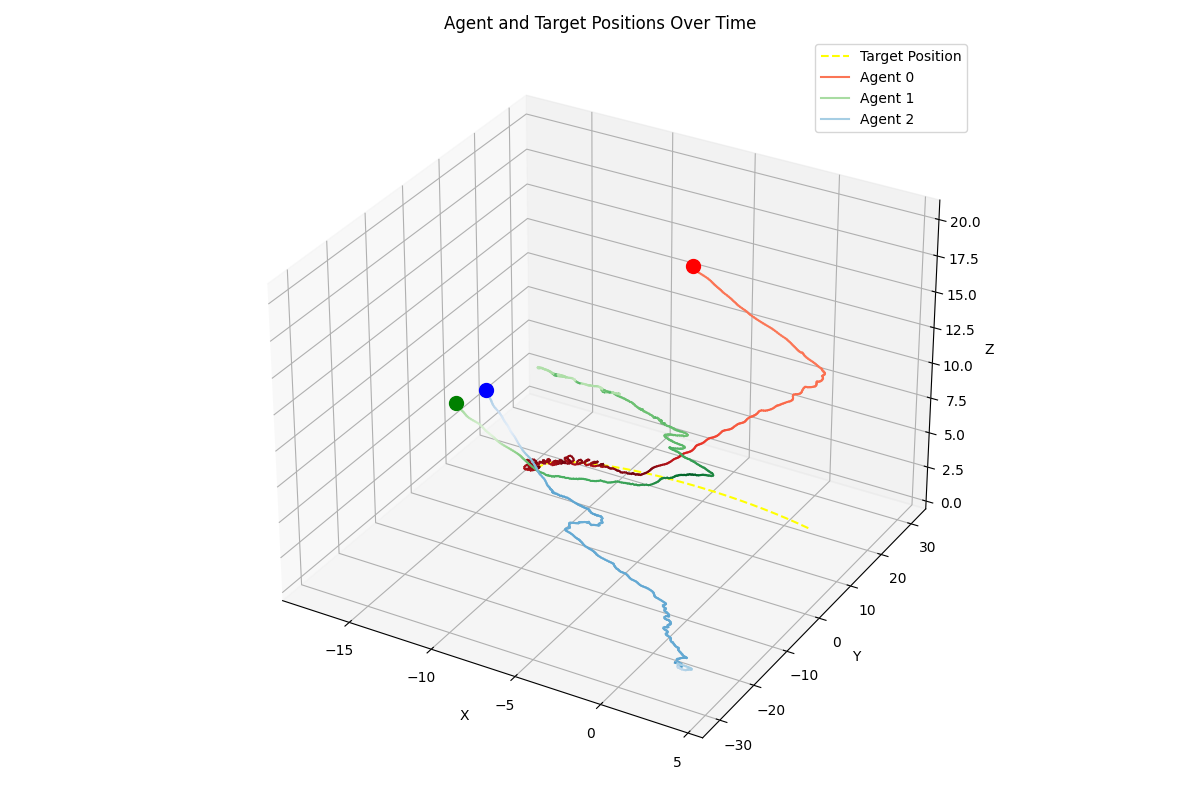 Agent and Target Positions Over Time
Target Position
Agent 0
Agent 1
Agent 2
20.0
17.5
15.0
12.5
Z
10.0
7.5
5.0
2.5
0.0
30
20
10
0
Y
−10
−20
−30
−15
−10
−5
0
5
X